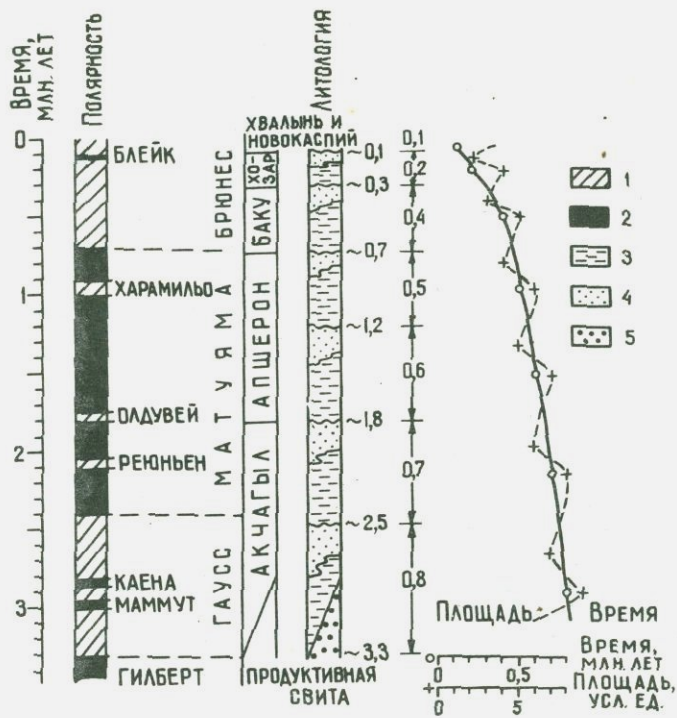 ВРЕМЯ,
МЛН. ЛЕТ
Полярность
Литология
ХВАЛЫНЬ И
НОВОКАСПИЙ
0
1
2
3
БЛЕЙК
ХАРАМИЛЬО
ОЛДУВЕЙ
РЕЮНЬЕН
КАЕНА
МАММУТ
ГИЛБЕРТ
БРЮНЕС
МАТУЯМА
ГАУСС
ХО-
ЗАР
БАКУ
АПШЕРОН
АКЧАГЫЛ
ПРОДУКТИВНАЯ
СВИТА
~0,1
~0,3
~0,7
~1,2
~1,8
~2,5
~3,3
0,1
0,2
0,4
0,5
0,6
0,7
0,8
1
2
3
4
5
ПЛОЩАДЬ
ВРЕМЯ
ВРЕМЯ,
МЛН. ЛЕТ
0 0,5
ПЛОЩАДЬ,
УСЛ. ЕД.
0 5